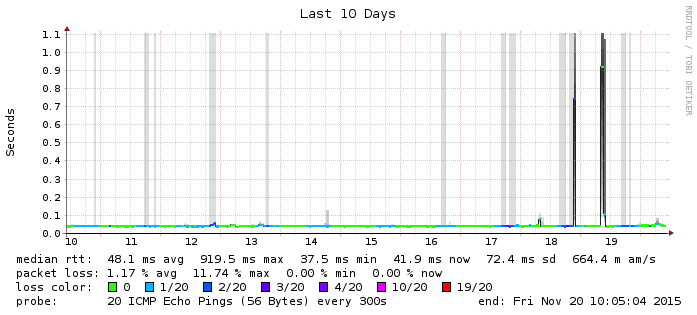 Last 10 Days
RRDTOOL / TOBI OETIKER
Seconds
1.1
1.0
0.9
0.8
0.7
0.6
0.5
0.4
0.3
0.2
0.1
0.0
10 11 12 13 14 15 16 17 18 19
median rtt: 48.1 ms avg 919.5 ms max 37.5 ms min 41.9 ms now 72.4 ms sd 664.4 m am/s
packet loss: 1.17 % avg 11.74 % max 0.00 % min 0.00 % now
loss color: 0 1/20 2/20 3/20 4/20 10/20 19/20
probe: 20 ICMP Echo Pings (56 Bytes) every 300s end: Fri Nov 20 10:05:04 2015